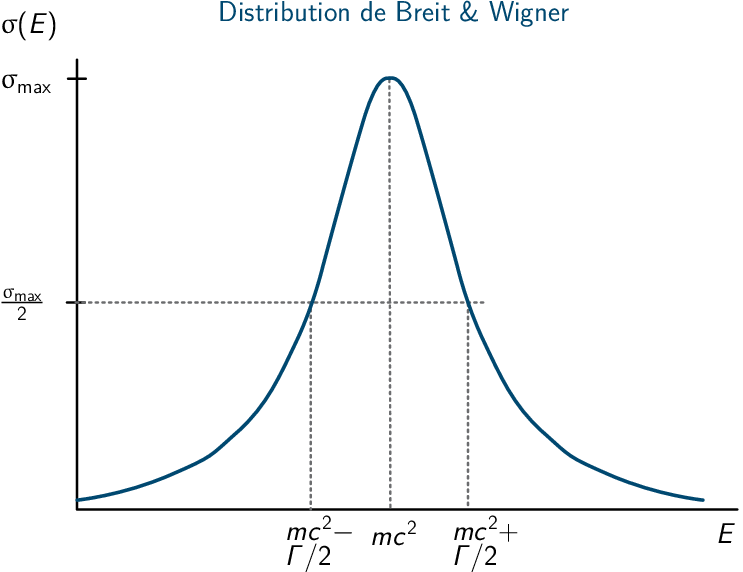 Distribution de Breit & Wigner
σ(E)
σmax
σmax
2
mc²− mc² mc²+ E
Γ/2 Γ/2